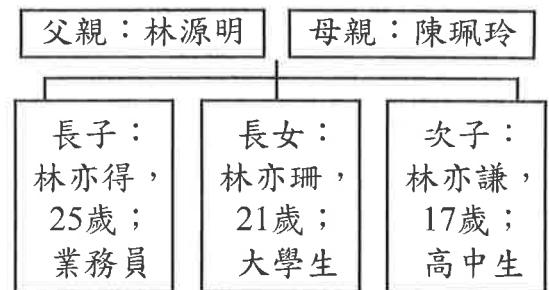 父親：林源明
母親：陳珮玲
長子：
林亦得，
25歲；
業務員
長女：
林亦珊，
21歲；
大學生
次子：
林亦謙，
17歲；
高中生